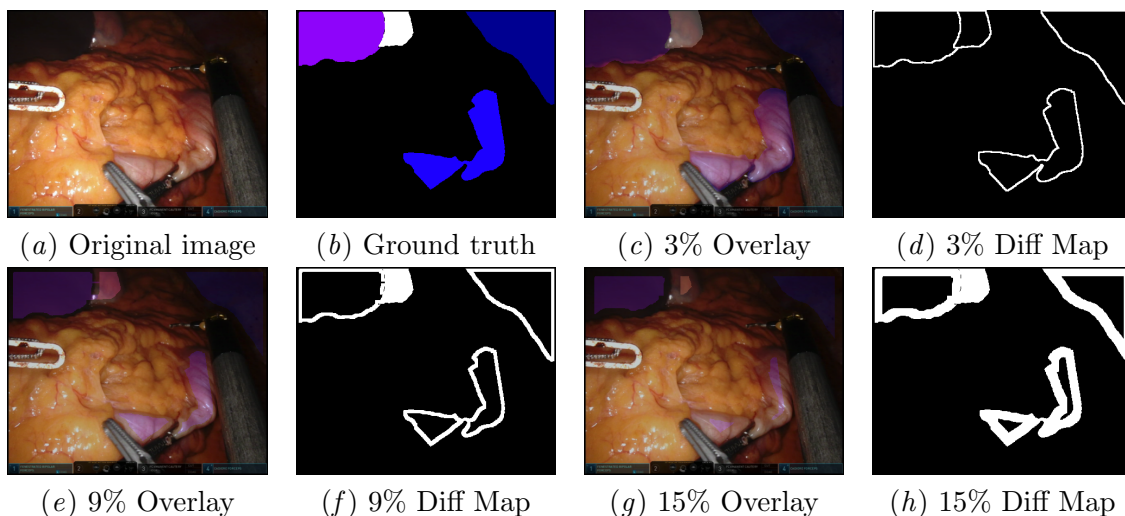 (a) Original image
(b) Ground truth
(c) 3% Overlay
(d) 3% Diff Map
(e) 9% Overlay
(f) 9% Diff Map
(g) 15% Overlay
(h) 15% Diff Map